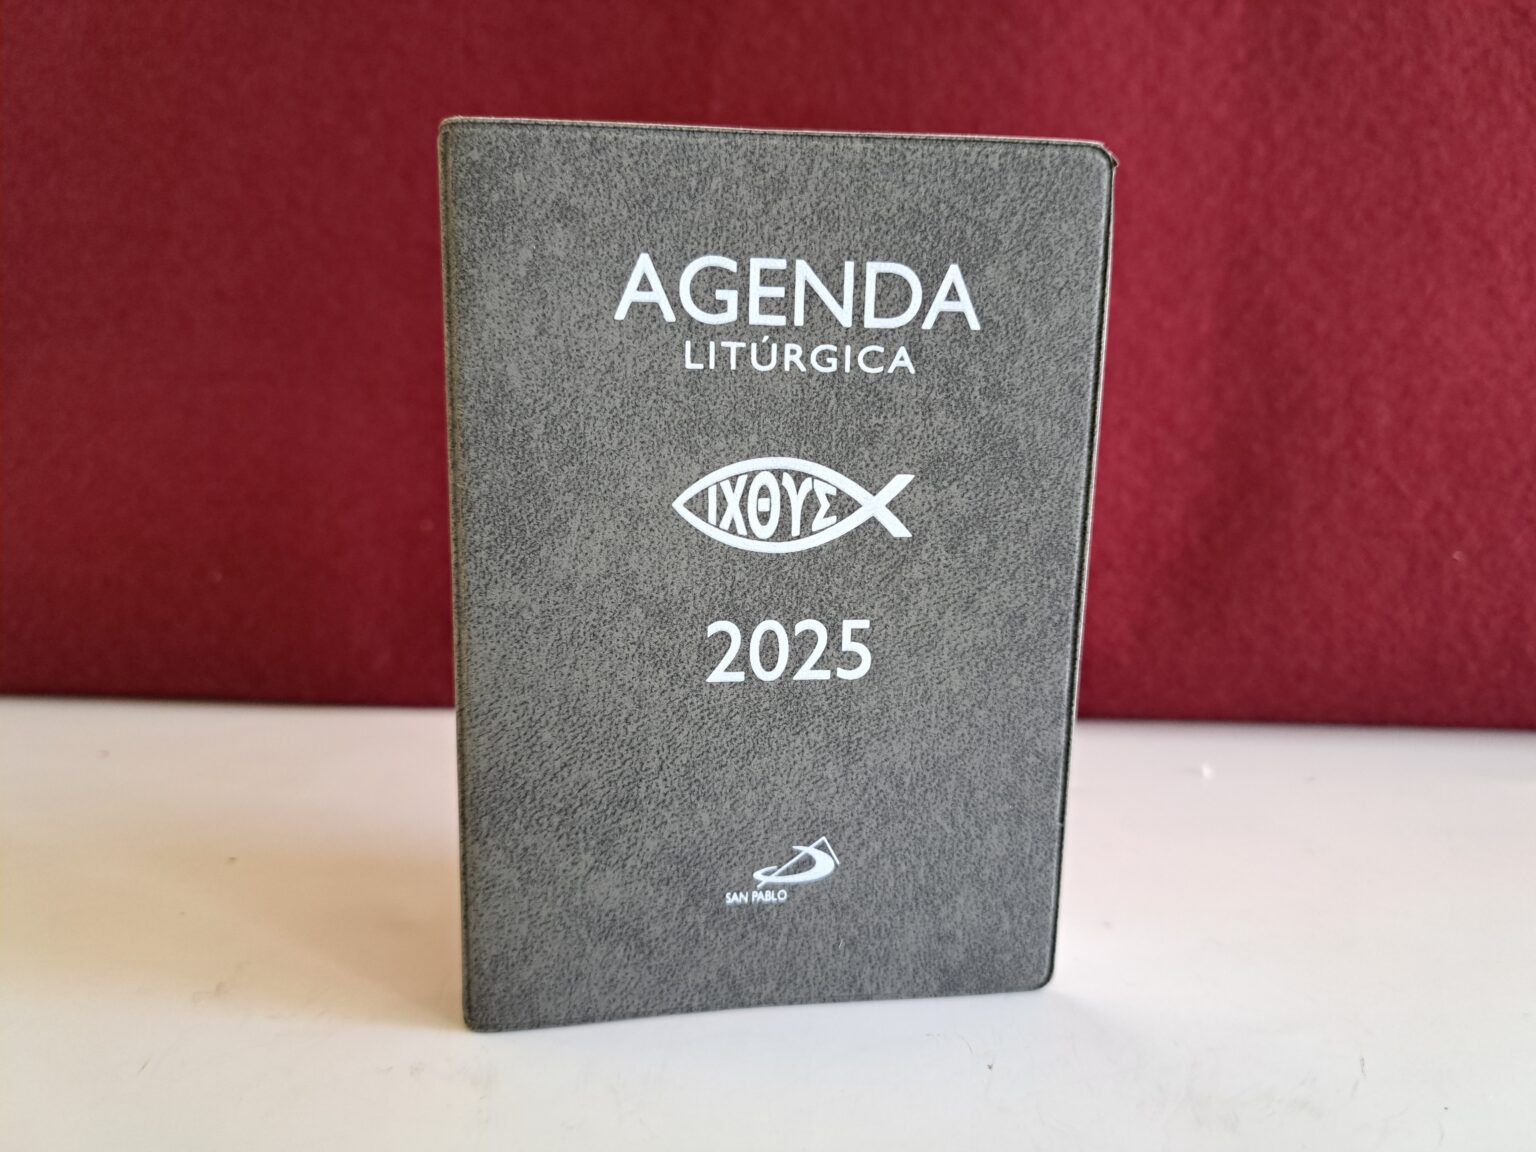 AGENDA
LITÚRGICA
ΙΧΘΥΣ
2025
SAN PABLO